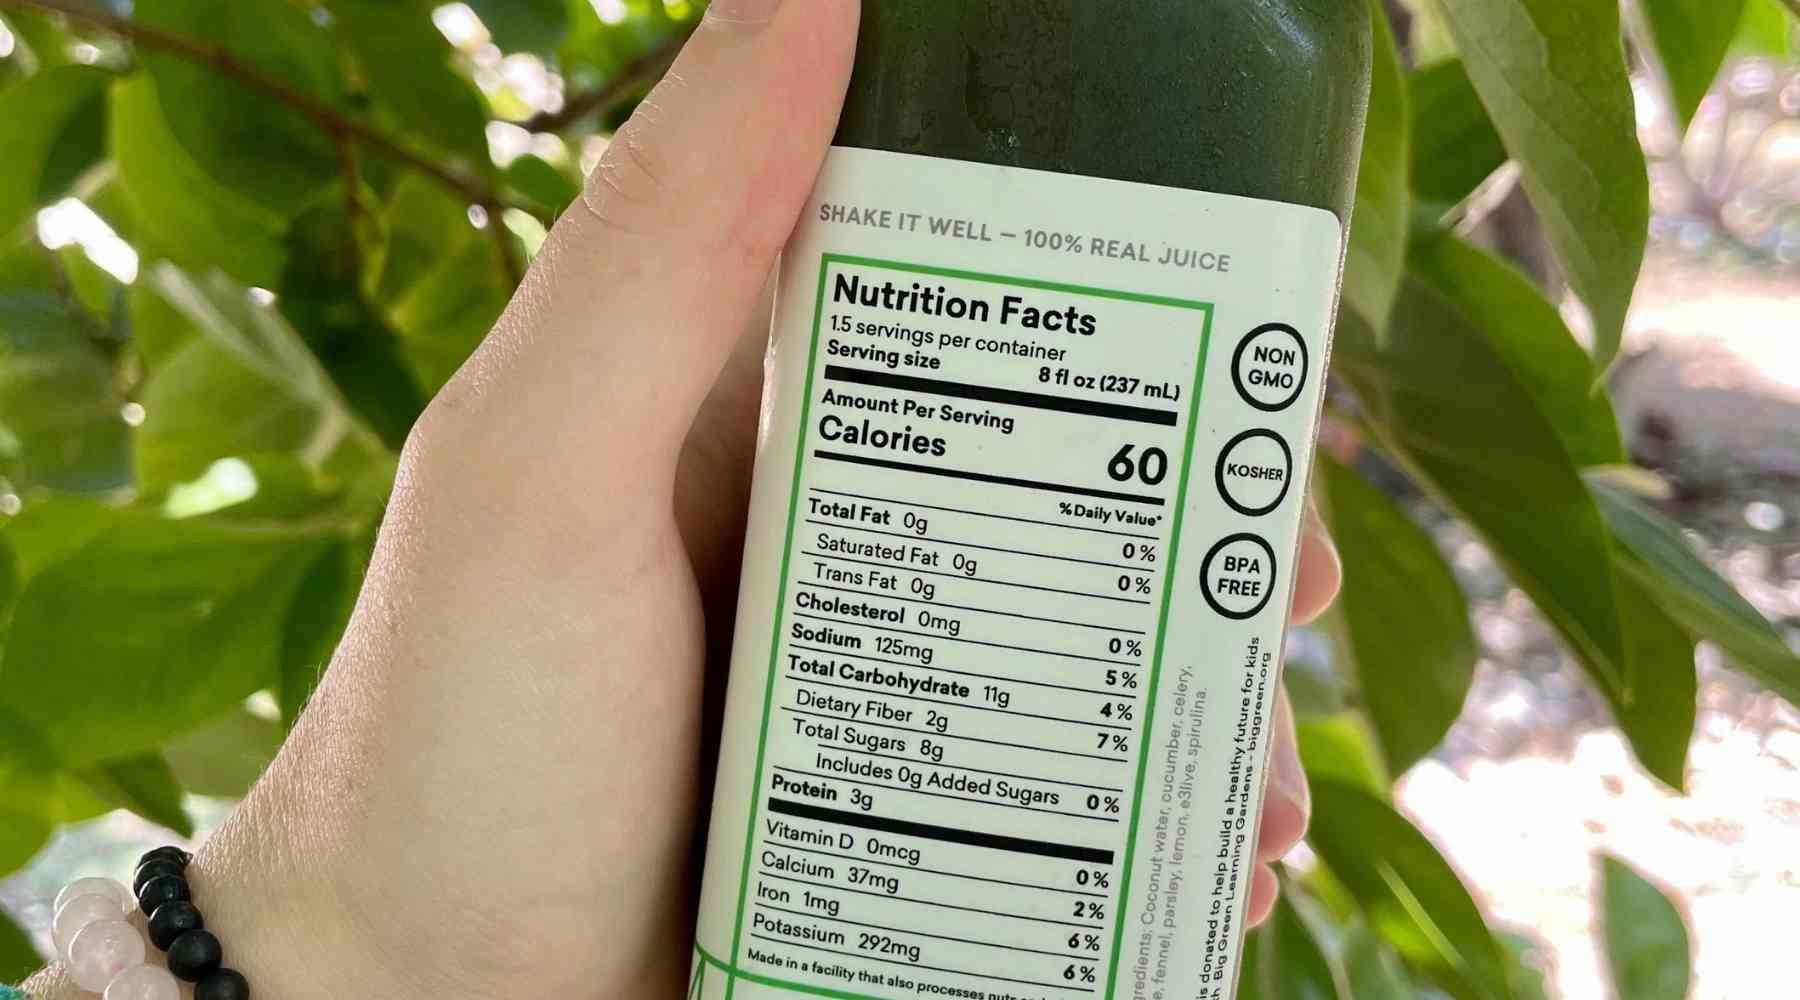 SHAKE IT WELL – 100% REAL JUICE
Nutrition Facts
1.5 servings per container
Serving size 8 fl oz (237 mL)
Amount Per Serving
Calories 60
% Daily Value*
Total Fat 0g 0%
Saturated Fat 0g 0%
Trans Fat 0g
Cholesterol 0mg 0%
Sodium 125mg 5%
Total Carbohydrate 11g 4%
Dietary Fiber 2g 7%
Total Sugars 8g
Includes 0g Added Sugars 0%
Protein 3g
Vitamin D 0mcg 0%
Calcium 37mg 2%
Iron 1mg 6%
Potassium 292mg 6%
Made in a facility that also processes
NON
GMO
KOSHER
BPA
FREE
Coconut water, cucumber, celery,
fennel, parsley, lemon, e3live, spirulina.
is donated to help build a healthy future for kids
Big Green Learning Gardens - biggreen.org